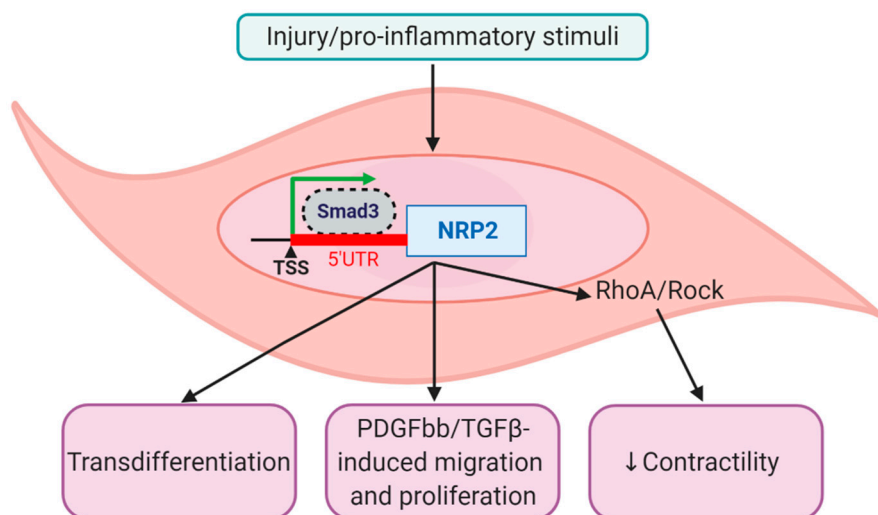 Injury/pro-inflammatory stimuli
Smad3
NRP2
TSS
5'UTR
RhoA/Rock
Transdifferentiation
PDGFbb/TGFβ-
induced migration
and proliferation
↓Contractility